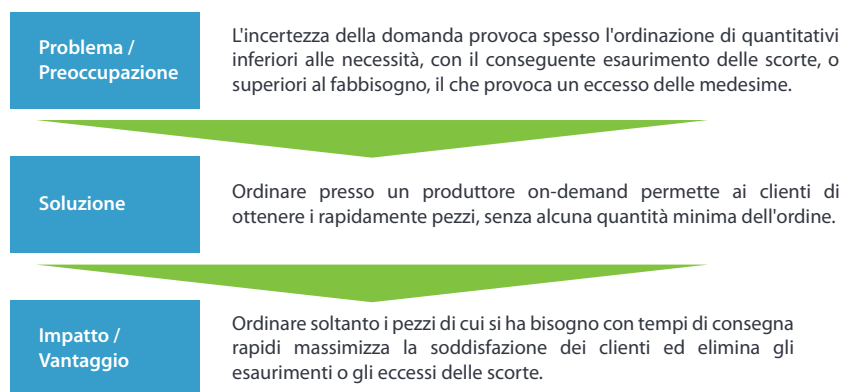 Problema /
Preoccupazione
L'incertezza della domanda provoca spesso l'ordinazione di quantitativi
inferiori alle necessità, con il conseguente esaurimento delle scorte, o
superiori al fabbisogno, il che provoca un eccesso delle medesime.
Soluzione
Ordinare presso un produttore on-demand permette ai clienti di
ottenere i rapidamente pezzi, senza alcuna quantità minima dell'ordine.
Impatto /
Vantaggio
Ordinare soltanto i pezzi di cui si ha bisogno con tempi di consegna
rapidi massimizza la soddisfazione dei clienti ed elimina gli
esaurimenti o gli eccessi delle scorte.